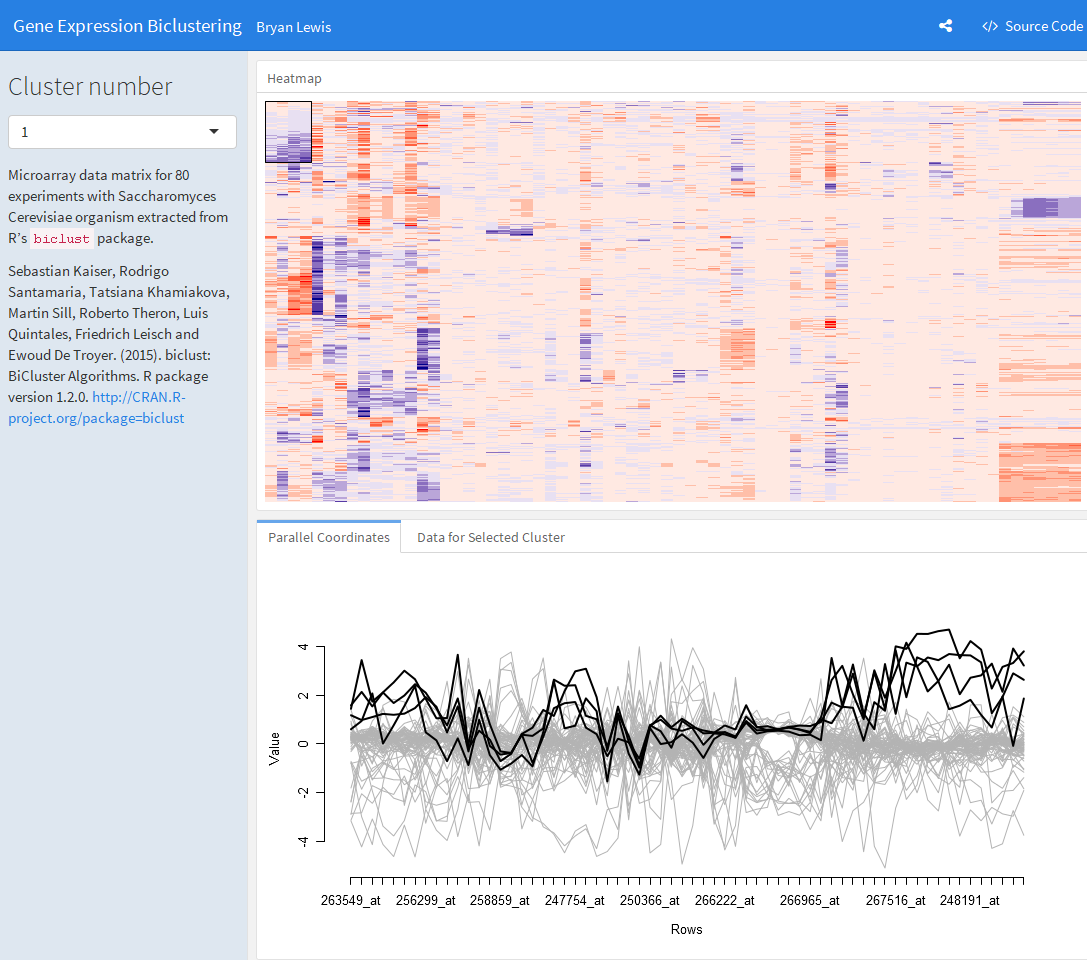 Gene Expression Biclustering Bryan Lewis </> Source Code
Cluster number
1
Microarray data matrix for 80
experiments with Saccharomyces
Cerevisiae organism extracted from
R's biclust package.
Sebastian Kaiser, Rodrigo
Santamaria, Tatsiana Khamiakova,
Martin Sill, Roberto Theron, Luis
Quintales, Friedrich Leisch and
Ewoud De Troyer. (2015). biclust:
BiCluster Algorithms. R package
version 1.2.0. http://CRAN.R-
project.org/package=biclust
Heatmap
Parallel Coordinates Data for Selected Cluster
4
2
0
-2
-4
Value
263549_at 256299_at 258859_at 247754_at 250366_at 266222_at 266965_at 267516_at 248191_at
Rows